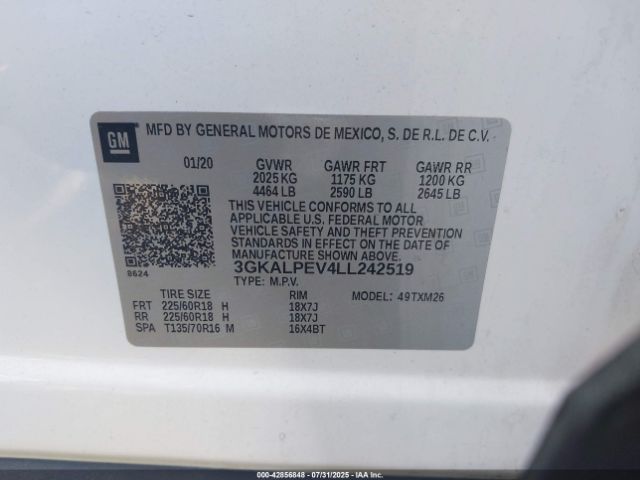 GM
MFD BY GENERAL MOTORS DE MEXICO, S. DE R.L. DE C.V.
01/20 GVWR GAWR FRT GAWR RR
2025 KG 1175 KG 1200 KG
4464 LB 2590 LB 2645 LB
THIS VEHICLE CONFORMS TO ALL
APPLICABLE U.S. FEDERAL MOTOR
VEHICLE SAFETY AND THEFT PREVENTION
STANDARDS IN EFFECT ON THE DATE OF
MANUFACTURE SHOWN ABOVE.
8624
3GKALPEV4LL242519
TYPE: M.P.V.
TIRE SIZE RIM MODEL: 49TXM26
FRT 225/60R18 H 18X7J
RR 225/60R18 H 18X7J
SPA T135/70R16 M 16X4BT
000-42856848 07/31/2025 IAAI.COM